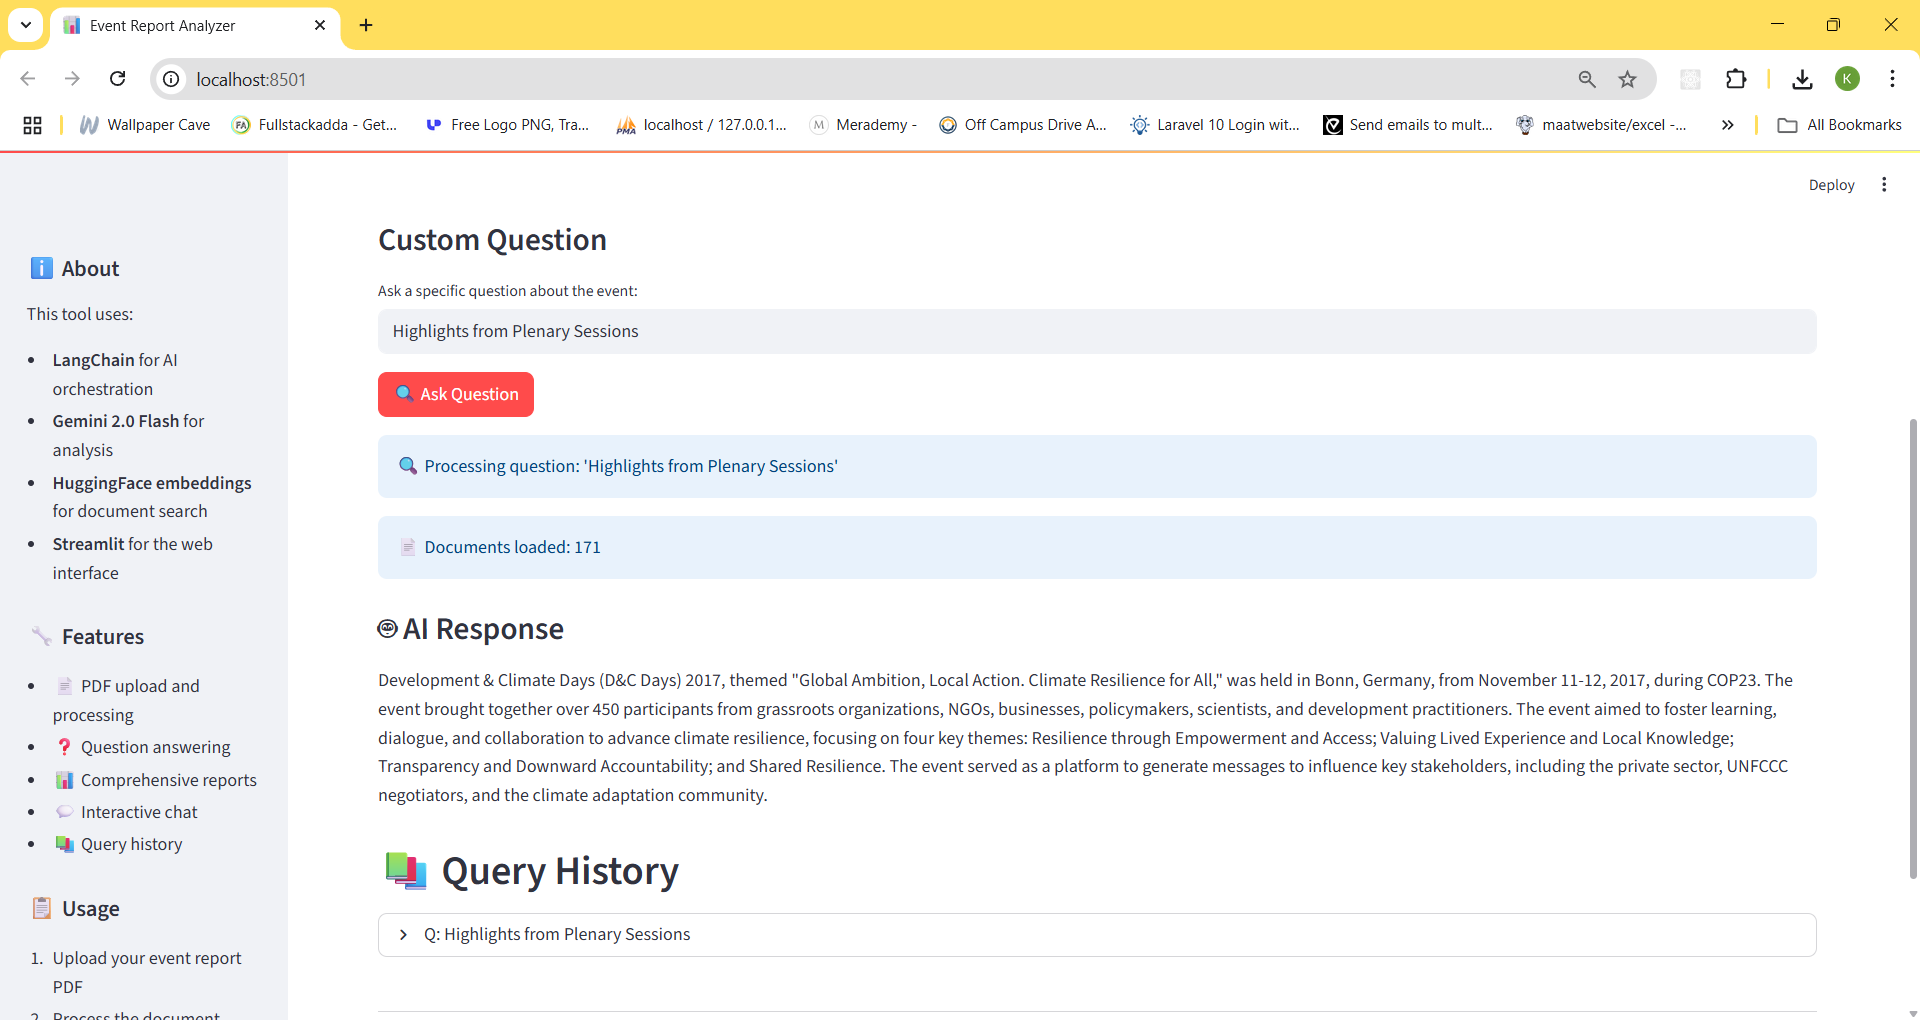 Event Report Analyzer
localhost:8501
K
Wallpaper Cave
FA
Fullstackadda - Get...
Free Logo PNG, Tra...
PMA
localhost / 127.0.0.1...
M
Merademy -
Off Campus Drive A...
Laravel 10 Login wit...
Send emails to mult...
maatwebsite/excel -...
All Bookmarks
Deploy
About
This tool uses:
LangChain for AI
orchestration
Gemini 2.0 Flash for
analysis
HuggingFace embeddings
for document search
Streamlit for the web
interface
Features
PDF upload and
processing
Question answering
Comprehensive reports
Interactive chat
Query history
Usage
1. Upload your event report
PDF
2. Process the document
Custom Question
Ask a specific question about the event:
Highlights from Plenary Sessions
Ask Question
Processing question: 'Highlights from Plenary Sessions'
Documents loaded: 171
AI Response
Development & Climate Days (D&C Days) 2017, themed "Global Ambition, Local Action. Climate Resilience for All," was held in Bonn, Germany, from November 11-12, 2017, during COP23. The
event brought together over 450 participants from grassroots organizations, NGOs, businesses, policymakers, scientists, and development practitioners. The event aimed to foster learning,
dialogue, and collaboration to advance climate resilience, focusing on four key themes: Resilience through Empowerment and Access; Valuing Lived Experience and Local Knowledge;
Transparency and Downward Accountability; and Shared Resilience. The event served as a platform to generate messages to influence key stakeholders, including the private sector, UNFCCC
negotiators, and the climate adaptation community.
Query History
Q: Highlights from Plenary Sessions